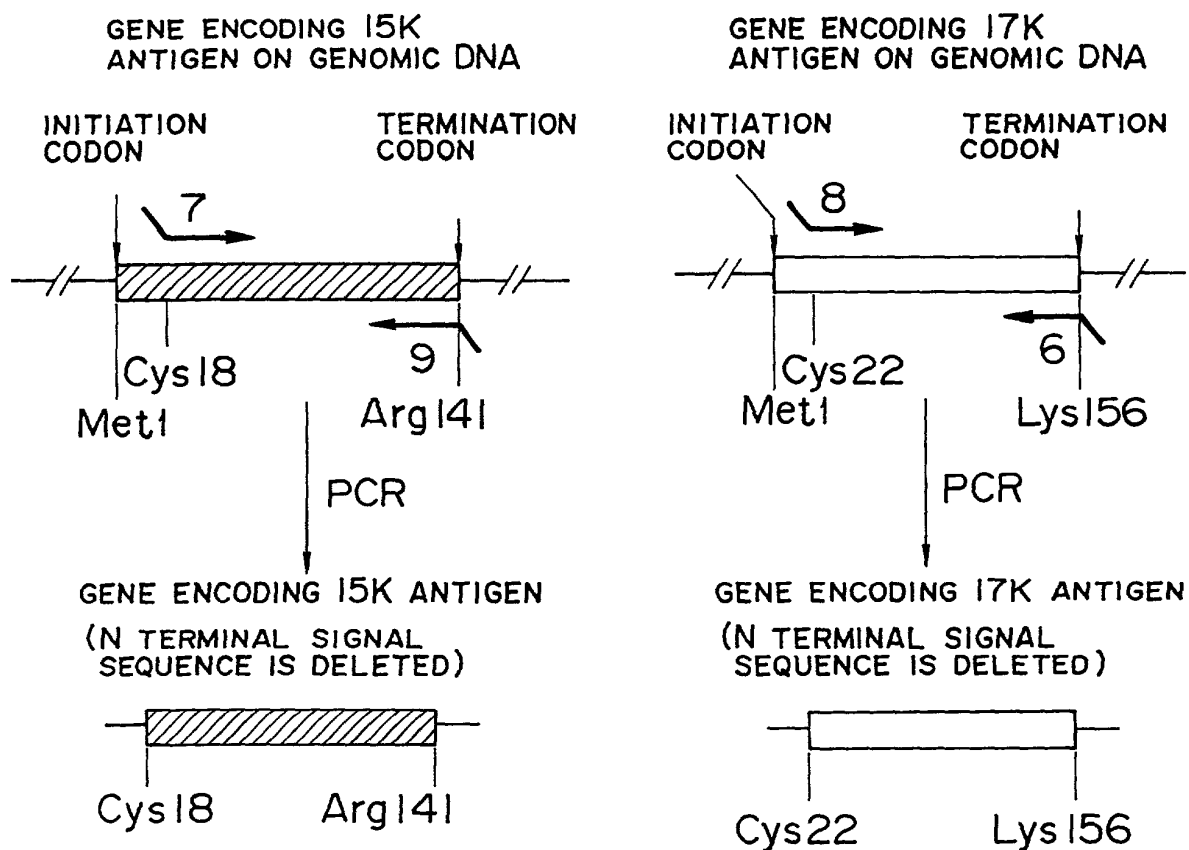 GENE ENCODING 15K
ANTIGEN ON GENOMIC DNA
INITIATION
CODON
TERMINATION
CODON
7
9
Cys18
Met1
Arg141
PCR
GENE ENCODING 15K ANTIGEN
(N TERMINAL SIGNAL
SEQUENCE IS DELETED)
Cys18
Arg141
GENE ENCODING 17K
ANTIGEN ON GENOMIC DNA
INITIATION
CODON
TERMINATION
CODON
8
6
Cys22
Met1
Lys156
PCR
GENE ENCODING 17K ANTIGEN
(N TERMINAL SIGNAL
SEQUENCE IS DELETED)
Cys22
Lys156